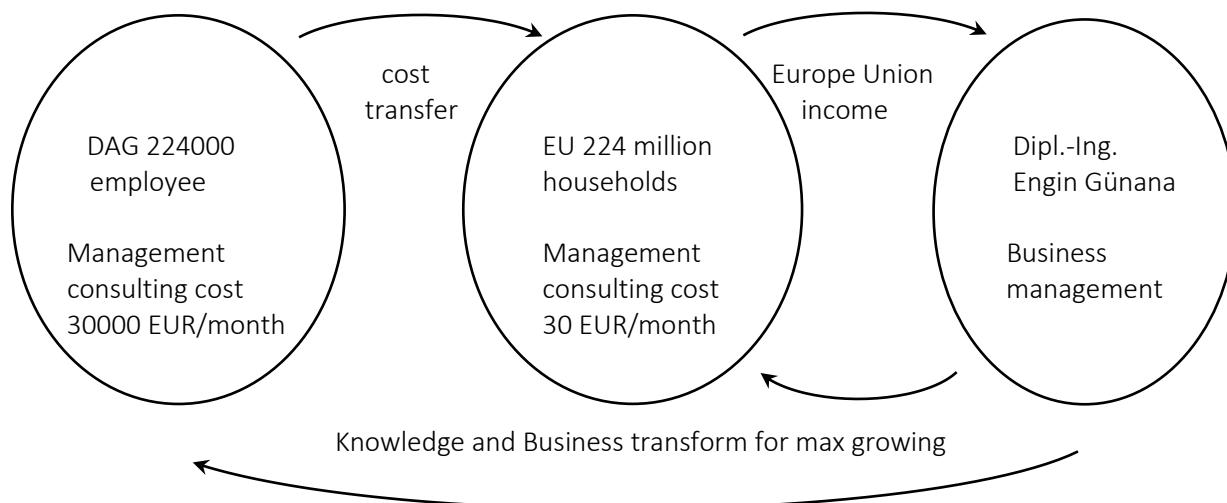 cost
transfer
Europe Union
income
DAG 224000
employee
Management
consulting cost
30000 EUR/month
EU 224 million
households
Management
consulting cost
30 EUR/month
Dipl.-Ing.
Engin Günana
Business
management
Knowledge and Business transform for max growing